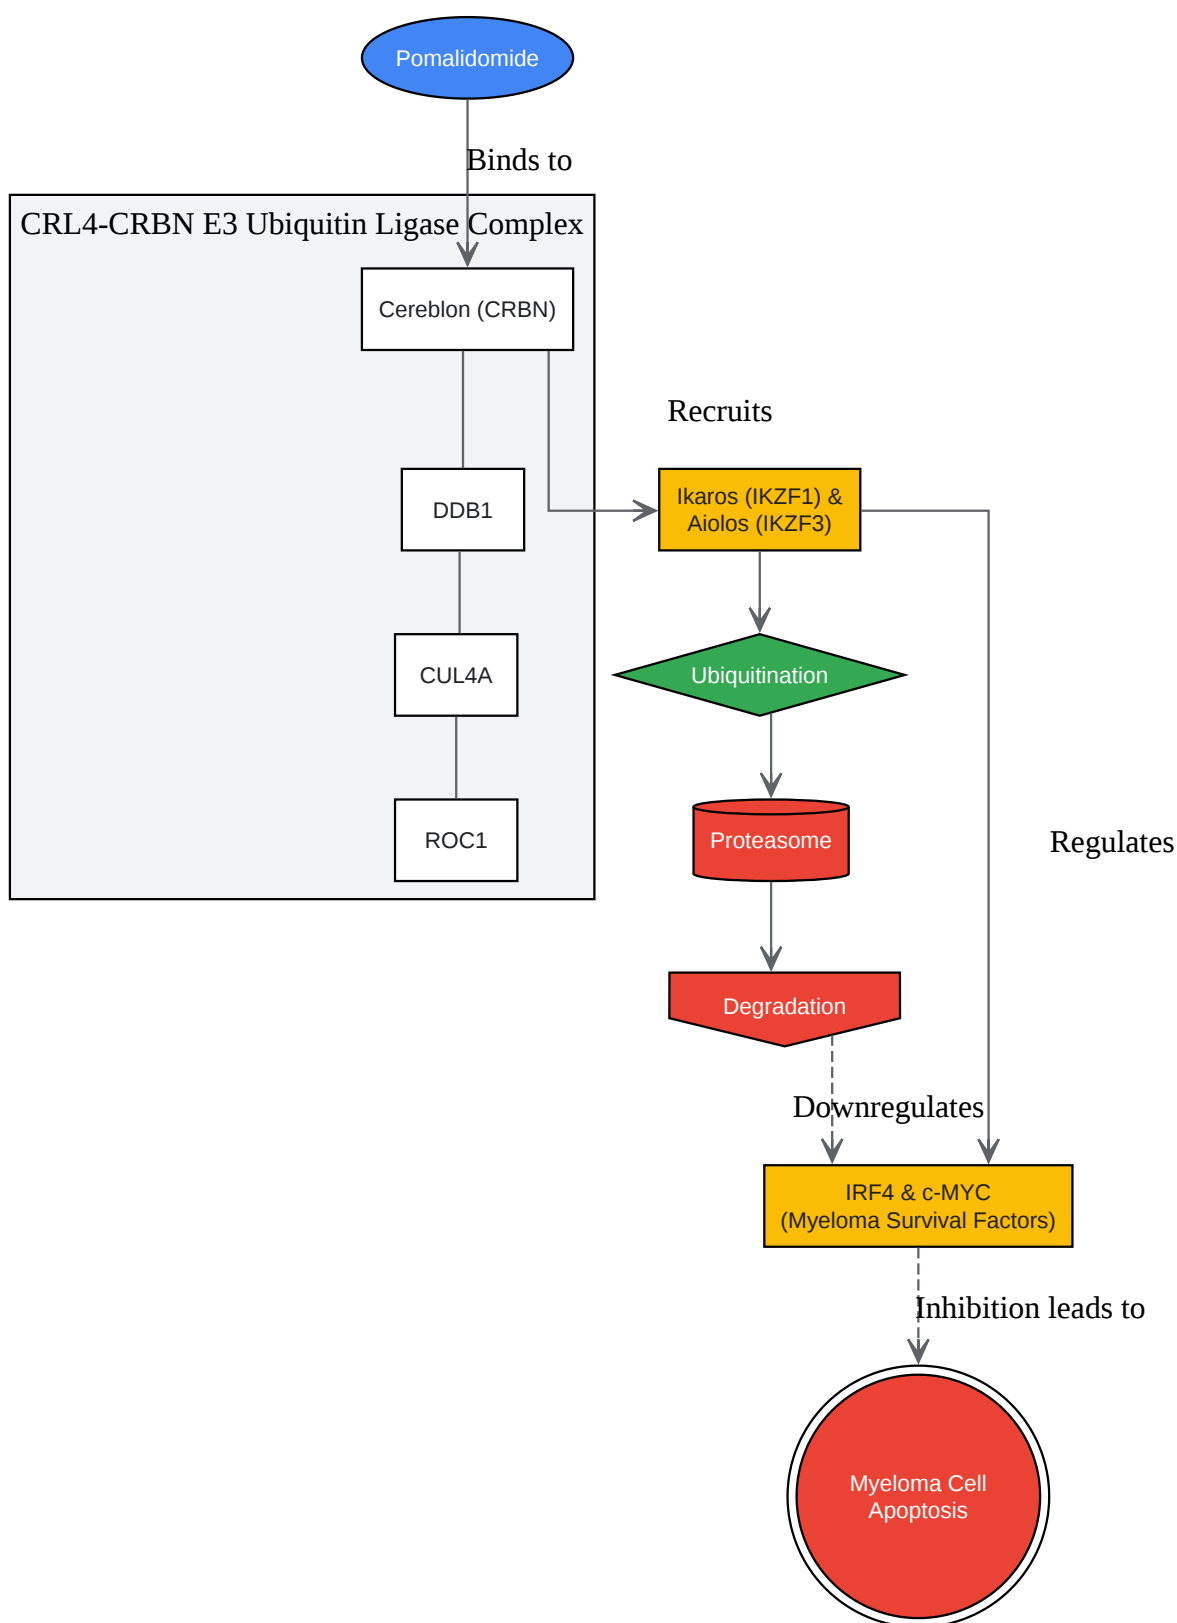 Pomalidomide
Binds to
CRL4-CRBN E3 Ubiquitin Ligase Complex
Cereblon (CRBN)
Recruits
DDB1
Ikaros (IKZF1) &
Aiolos (IKZF3)
CUL4A
Ubiquitination
ROC1
Proteasome
Regulates
Degradation
Downregulates
IRF4 & c-MYC
(Myeloma Survival Factors)
Inhibition leads to
Myeloma Cell
Apoptosis